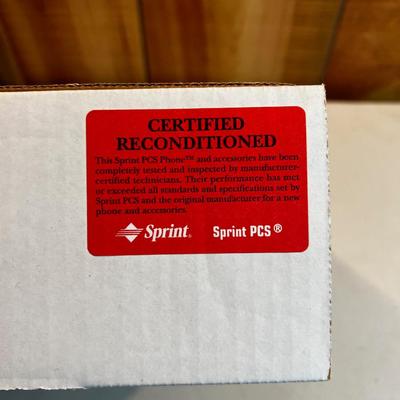 CERTIFIED
RECONDITIONED
This Sprint PCS Phone™ and accessories have been
completely tested and inspected by manufacturer-
certified technicians. Their performance has met
or exceeded all standards and specifications set by
Sprint PCS and the original manufacturer for a new
phone and accessories.
Sprint® Sprint PCS®